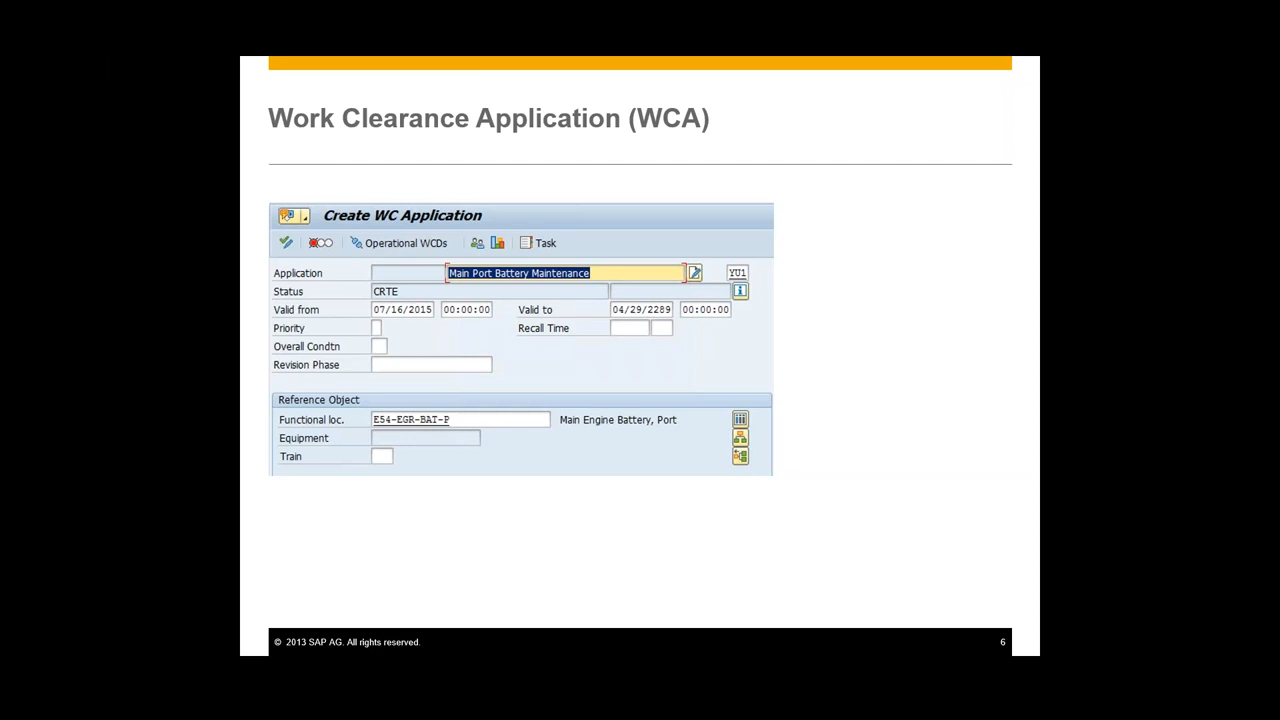 Work Clearance Application (WCA)
Create WC Application
Operational WCDs Task
Application Main Port Battery Maintenance YU1
Status CRTE
Valid from 07/16/2015 00:00:00 Valid to 04/29/2289 00:00:00
Priority Recall Time
Overall Condtn
Revision Phase
Reference Object
Functional loc. E54-EGR-BAT-P Main Engine Battery, Port
Equipment
Train
© 2013 SAP AG. All rights reserved. 6